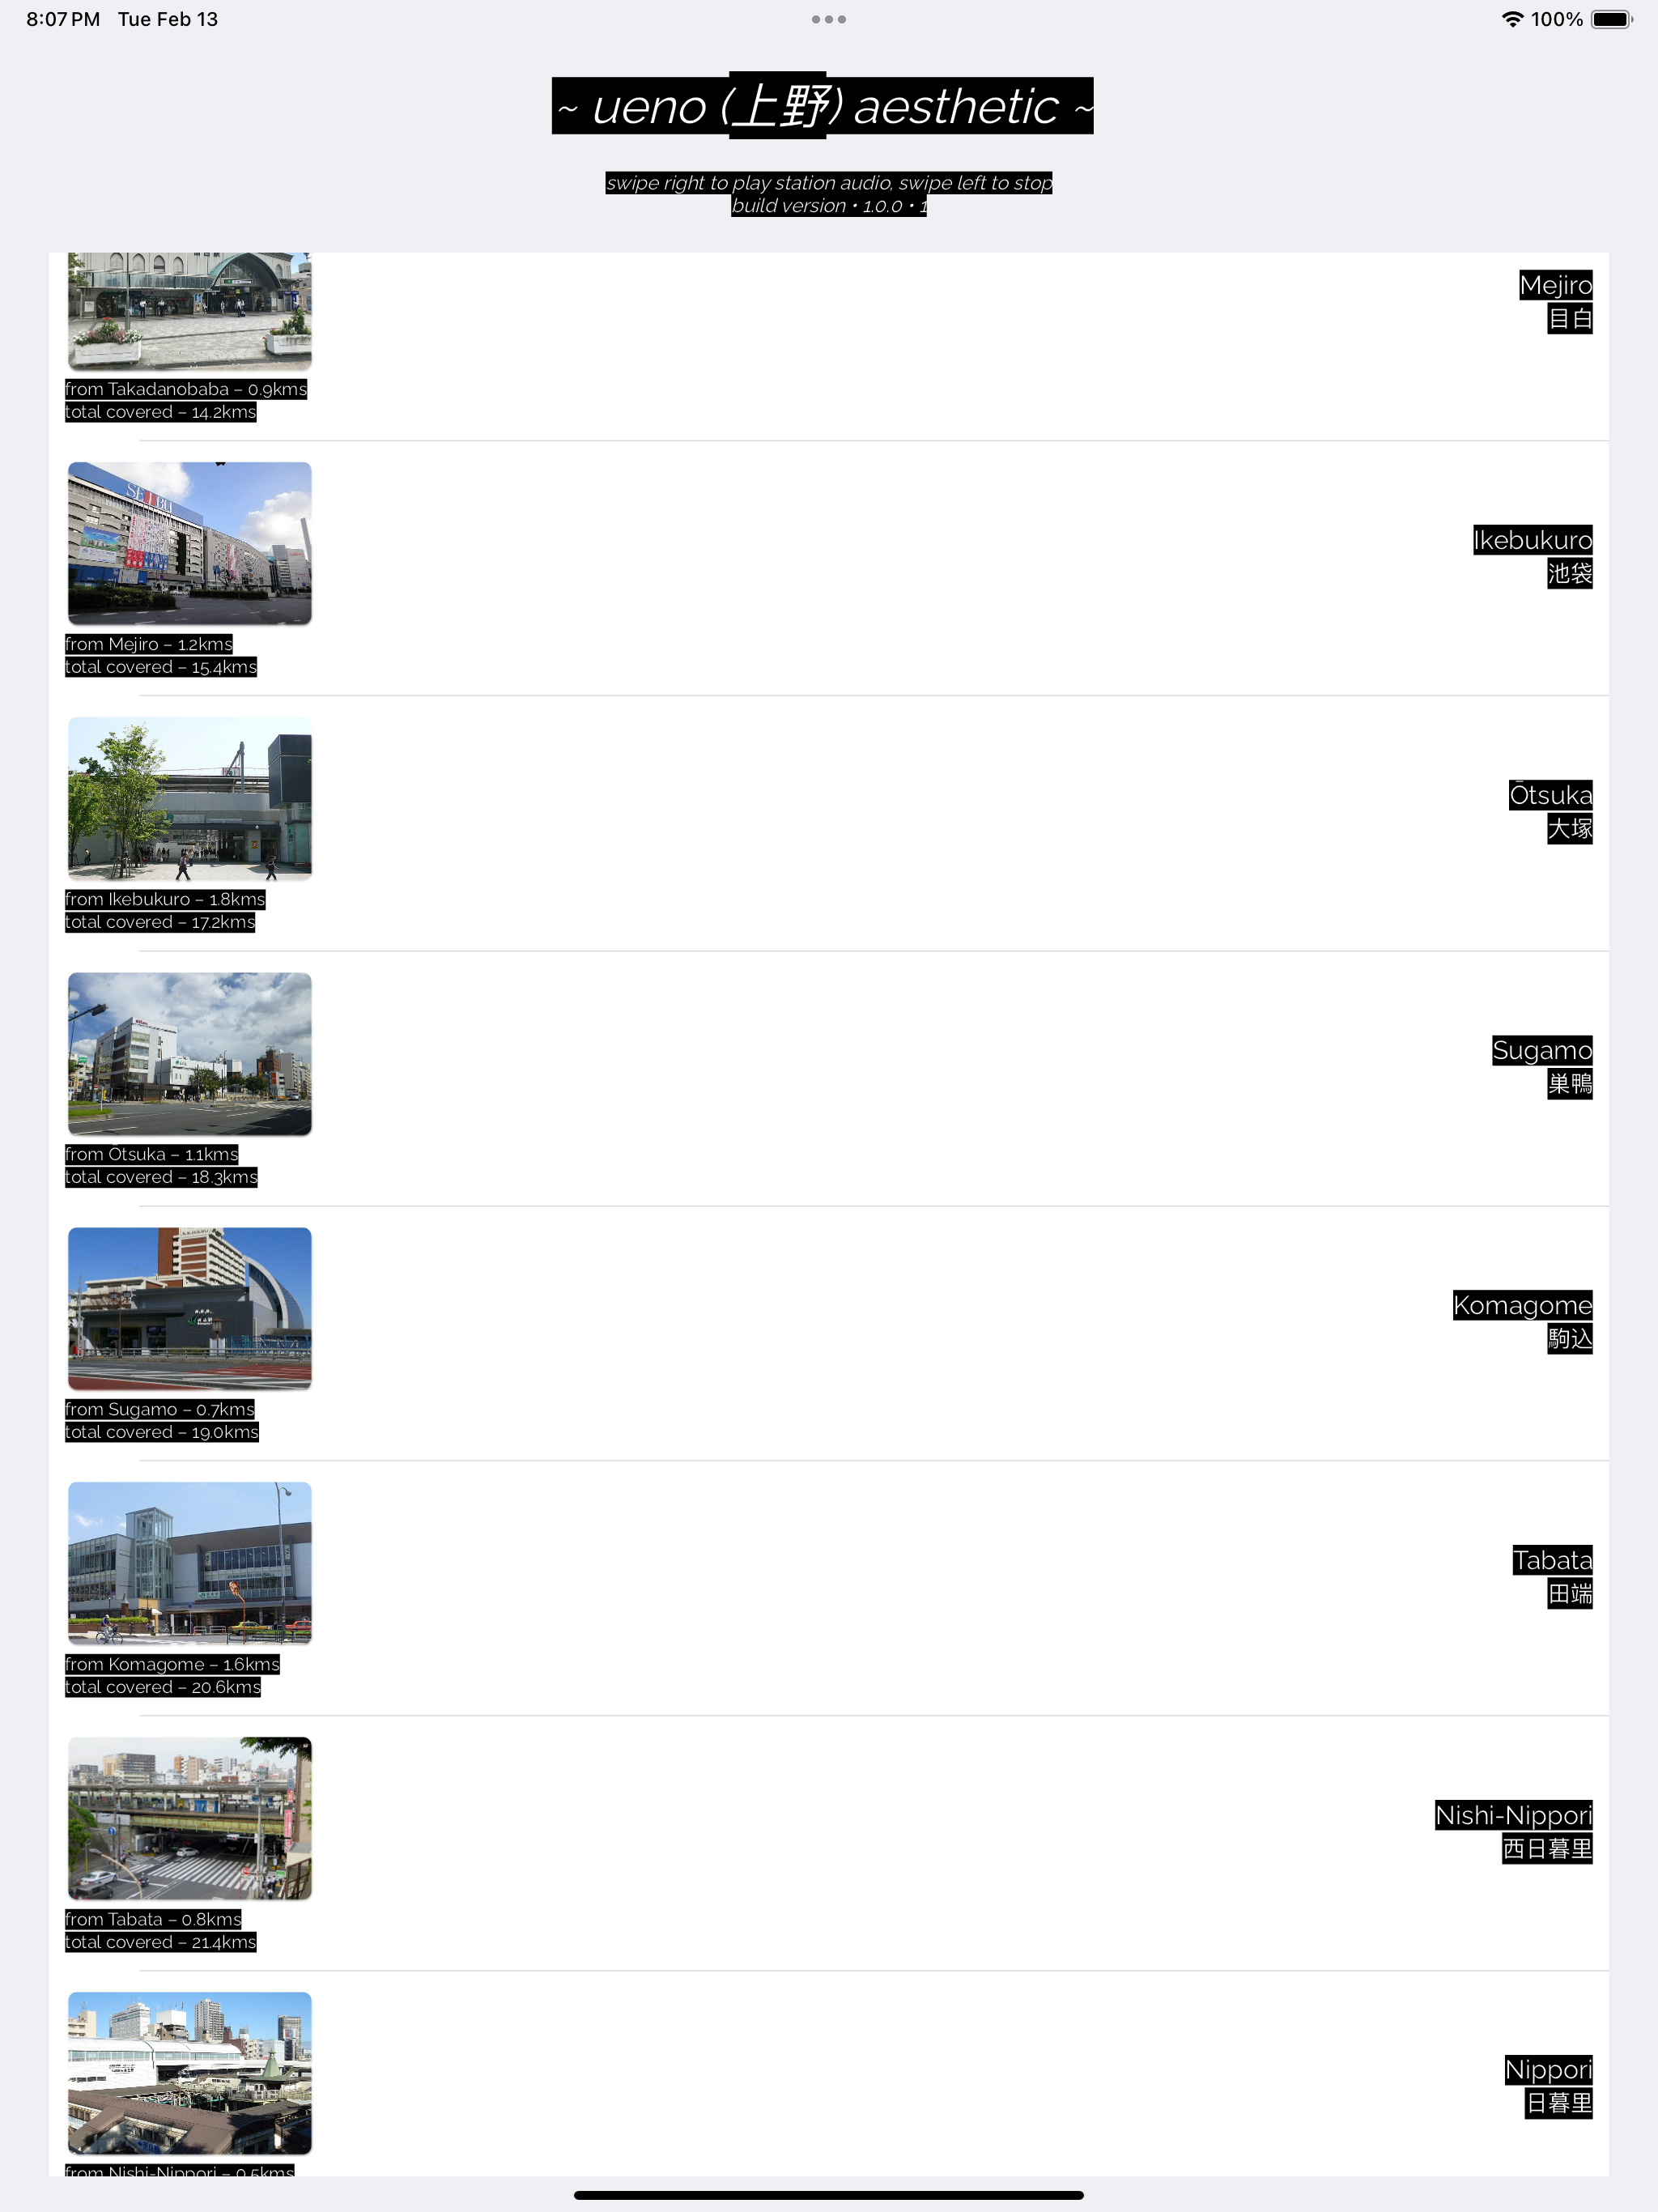 8:07 PM Tue Feb 13
100%
~ ueno (上野) aesthetic ~
swipe right to play station audio, swipe left to stop
build version • 1.0.0 • 1
Mejiro
目白
from Takadanobaba – 0.9kms
total covered – 14.2kms
SEIBU
Ikebukuro
池袋
from Mejiro – 1.2kms
total covered – 15.4kms
Ōtsuka
大塚
from Ikebukuro – 1.8kms
total covered – 17.2kms
Sugamo
巣鴨
from Ōtsuka – 1.1kms
total covered – 18.3kms
Komagome
駒込
from Sugamo – 0.7kms
total covered – 19.0kms
Tabata
田端
from Komagome – 1.6kms
total covered – 20.6kms
Nishi-Nippori
西日暮里
from Tabata – 0.8kms
total covered – 21.4kms
Nippori
日暮里
from Nishi-Nippori – 0.5kms